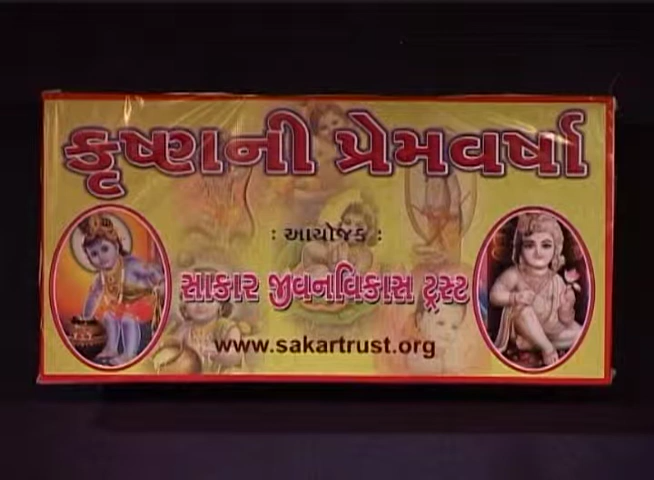 કૃષ્ણની પ્રેમવર્ષા
: આયોજક :
સાકાર જીવનવિકાસ ટ્રસ્ટ
www.sakartrust.org